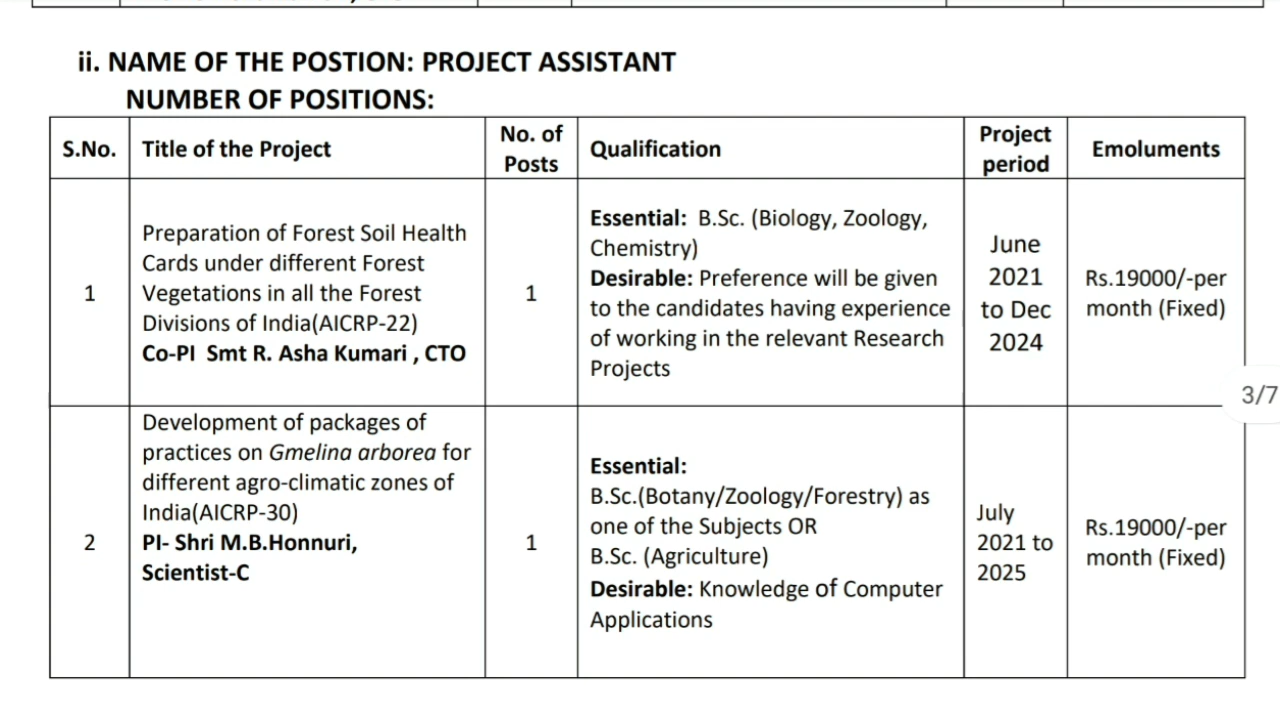 ii. NAME OF THE POSTION: PROJECT ASSISTANT
NUMBER OF POSITIONS:
S.No.
Title of the Project
No. of
Posts
Qualification
Project
period
Emoluments
1
Preparation of Forest Soil Health
Cards under different Forest
Vegetations in all the Forest
Divisions of India(AICRP-22)
Co-PI Smt R. Asha Kumari , CTO
1
Essential: B.Sc. (Biology, Zoology,
Chemistry)
Desirable: Preference will be given
to the candidates having experience
of working in the relevant Research
Projects
June
2021
to Dec
2024
Rs.19000/-per
month (Fixed)
3/7
2
Development of packages of
practices on Gmelina arborea for
different agro-climatic zones of
India(AICRP-30)
PI- Shri M.B.Honnuri,
Scientist-C
1
Essential:
B.Sc.(Botany/Zoology/Forestry) as
one of the Subjects OR
B.Sc. (Agriculture)
Desirable: Knowledge of Computer
Applications
July
2021 to
2025
Rs.19000/-per
month (Fixed)